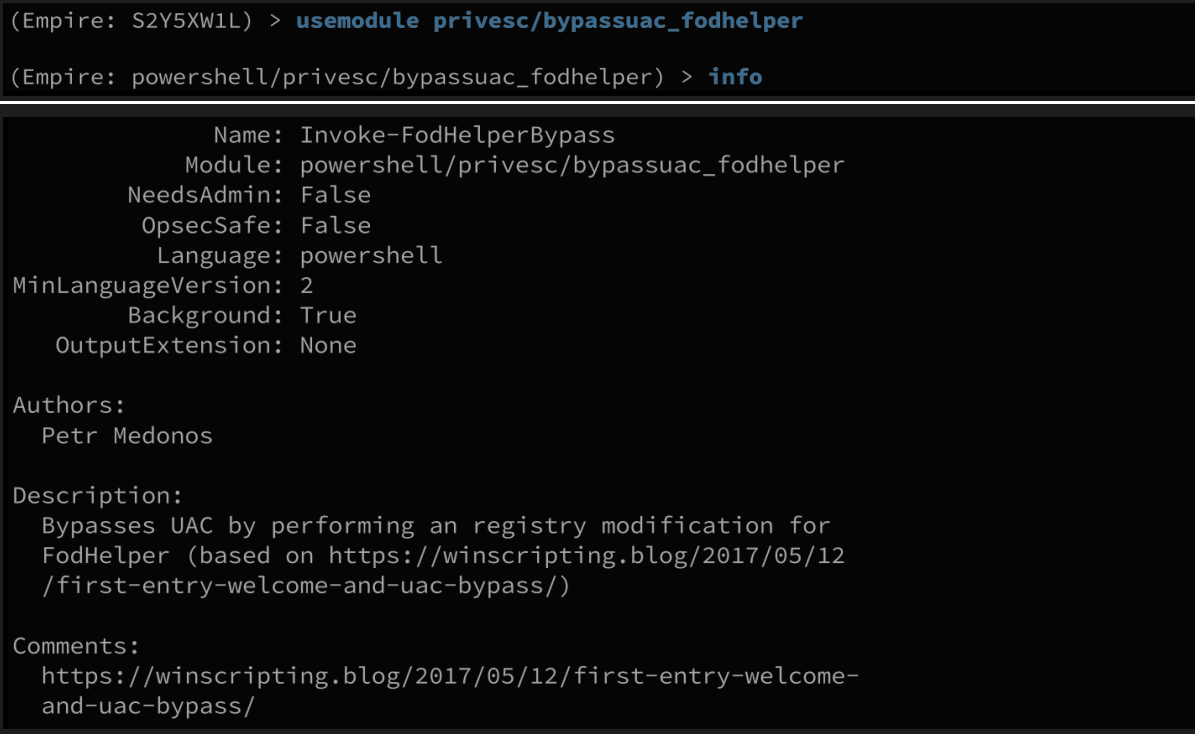 (Empire: S2Y5XW1L) > usemodule privesc/bypassuac_fodhelper
(Empire: powershell/privesc/bypassuac_fodhelper) > info
Name: Invoke-FodHelperBypass
Module: powershell/privesc/bypassuac_fodhelper
NeedsAdmin: False
OpsecSafe: False
Language: powershell
MinLanguageVersion: 2
Background: True
OutputExtension: None
Authors:
Petr Medonos
Description:
Bypasses UAC by performing an registry modification for
FodHelper (based on https://winscripting.blog/2017/05/12
/first-entry-welcome-and-uac-bypass/)
Comments:
https://winscripting.blog/2017/05/12/first-entry-welcome-
and-uac-bypass/